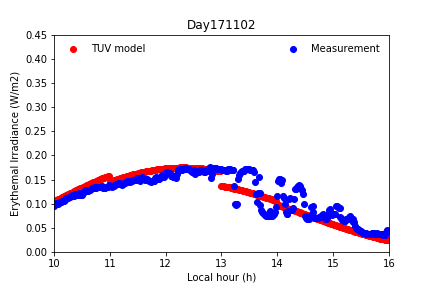 Day171102
TUV model
Measurement
Erythemal Irradiance (W/m2)
0.45
0.40
0.35
0.30
0.25
0.20
0.15
0.10
0.05
0.00
10 11 12 13 14 15 16
Local hour (h)